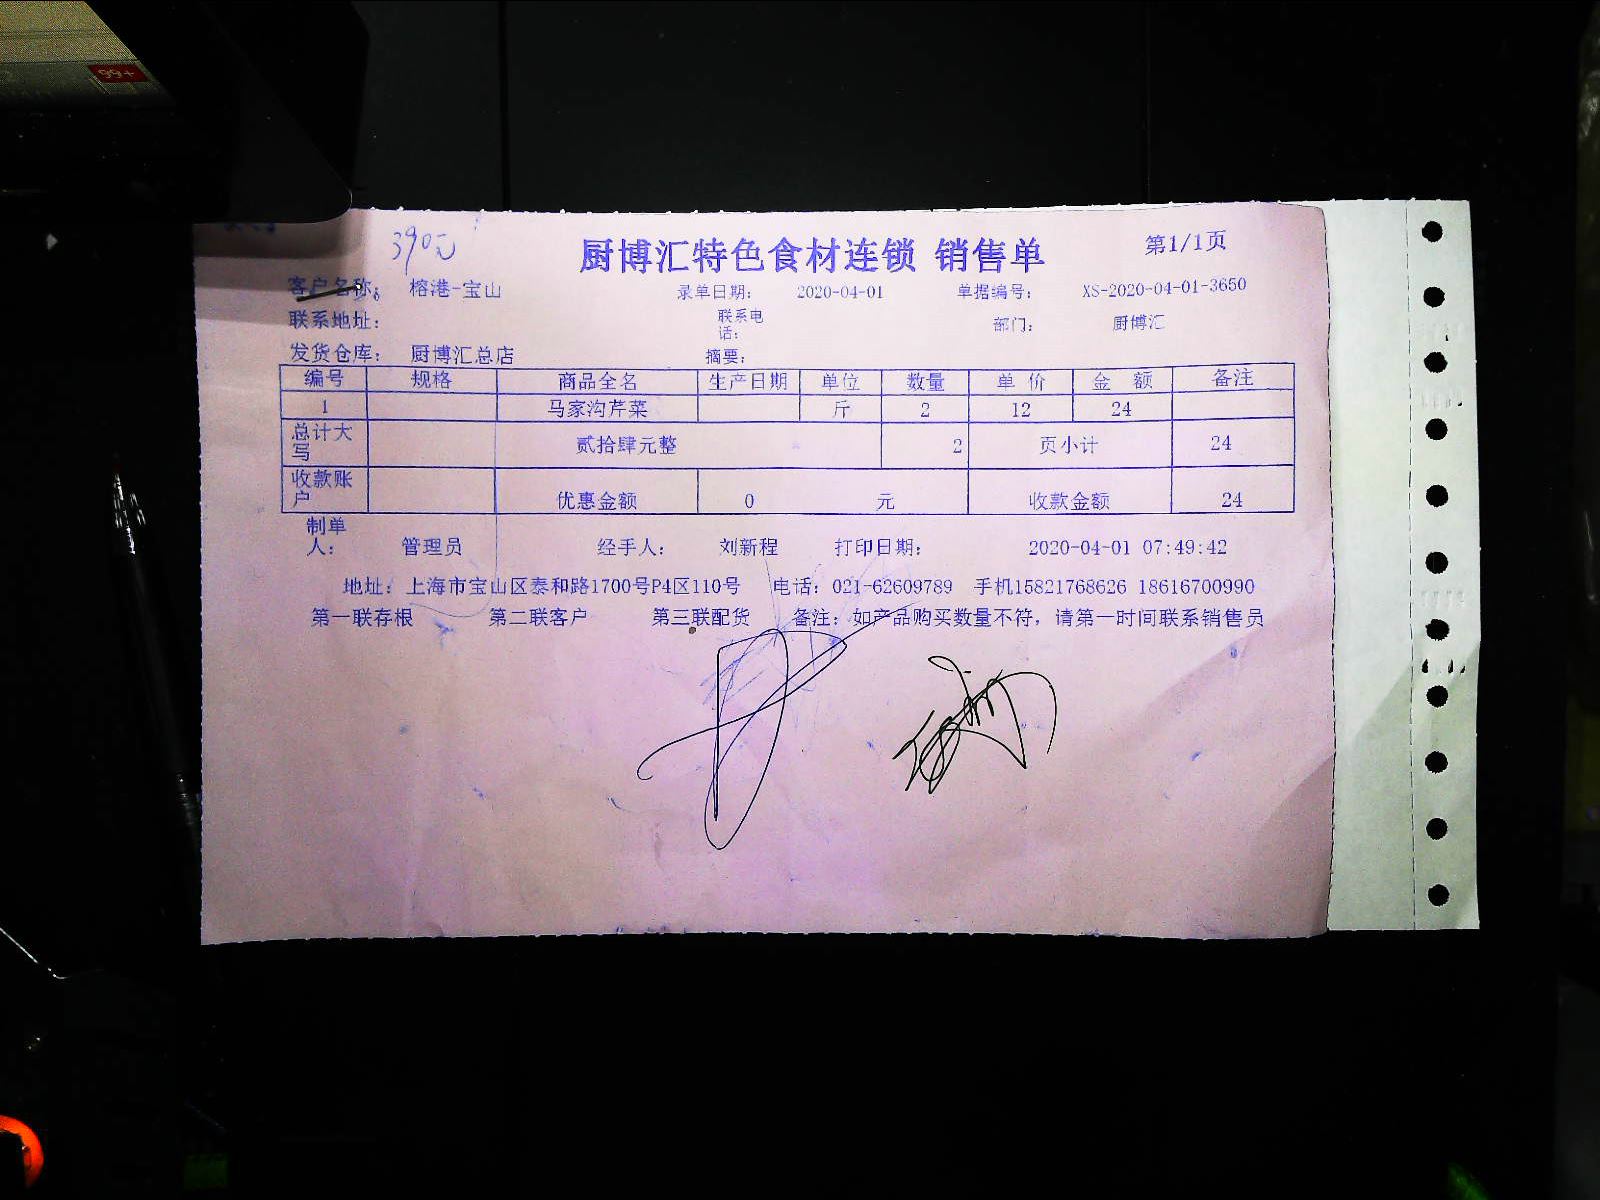 99+
390元
厨博汇特色食材连锁 销售单 第1/1页
客户名称: 榕港-宝山 录单日期: 2020-04-01 单据编号: XS-2020-04-01-3650
联系地址: 联系电话: 部门: 厨博汇
发货仓库: 厨博汇总店 摘要:
编号 规格 商品全名 生产日期 单位 数量 单 价 金 额 备注
1 马家沟芹菜 斤 2 12 24
总计大写 贰拾肆元整 2 页小计 24
收款账户 优惠金额 0 元 收款金额 24
制单人: 管理员 经手人: 刘新程 打印日期: 2020-04-01 07:49:42
地址: 上海市宝山区泰和路1700号P4区110号 电话: 021-62609789 手机15821768626 18616700990
第一联存根 第二联客户 第三联配货 备注: 如产品购买数量不符, 请第一时间联系销售员